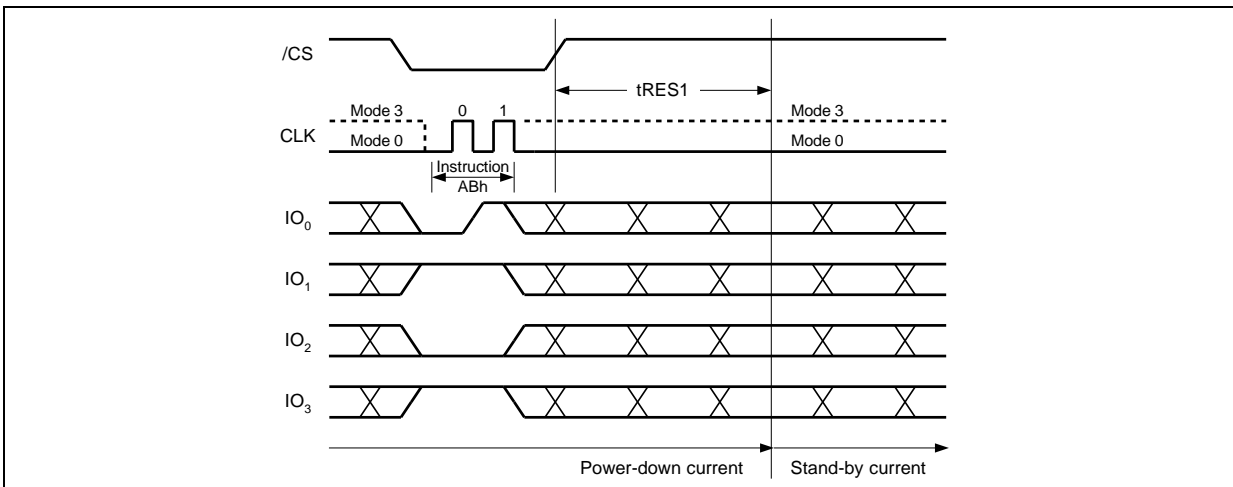 /CS
tRES1
Mode 3 0 1 Mode 3
CLK
Mode 0 Mode 0
Instruction
ABh
IO0
IO1
IO2
IO3
Power-down current Stand-by current